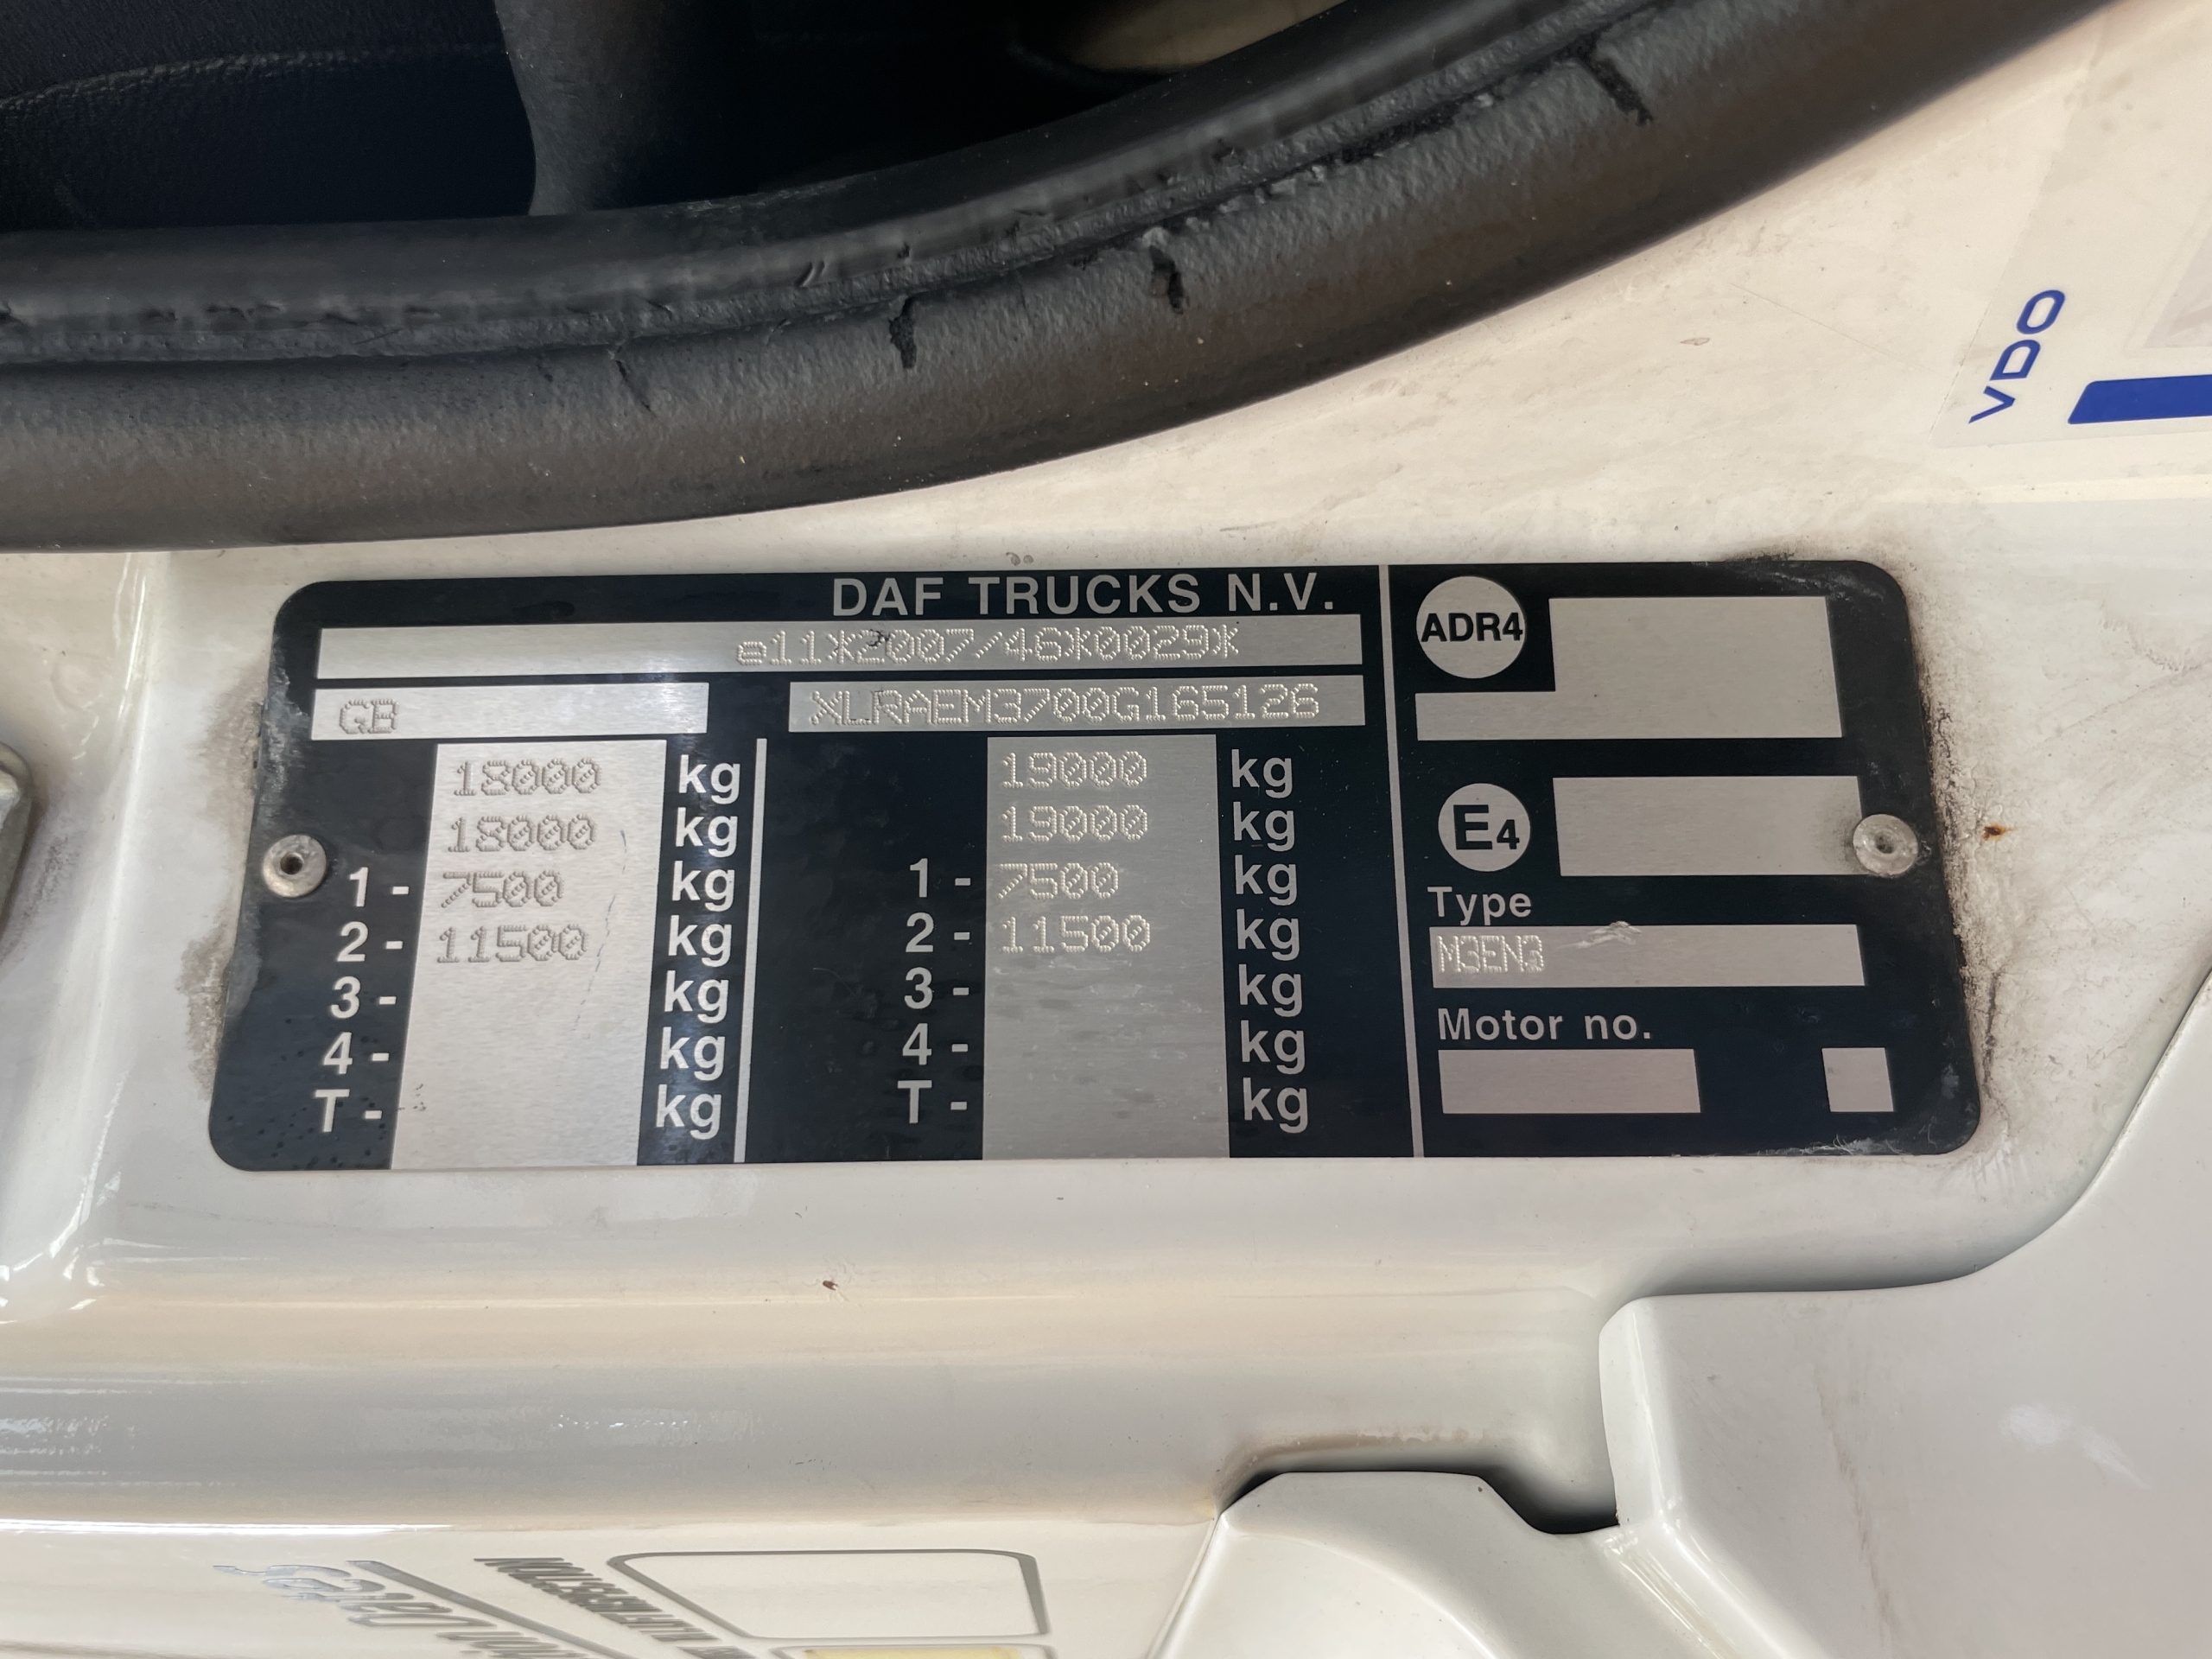 VDO
DAF TRUCKS N.V.
e11*2007/46*0029*
GB XLRAEM3700G165126
18000 kg 19000 kg
18000 kg 19000 kg
1 - 7500 kg 1 - 7500 kg
2 - 11500 kg 2 - 11500 kg
3 - kg 3 - kg
4 - kg 4 - kg
T - kg T - kg
ADR4
E4
Type
M3EN3
Motor no.